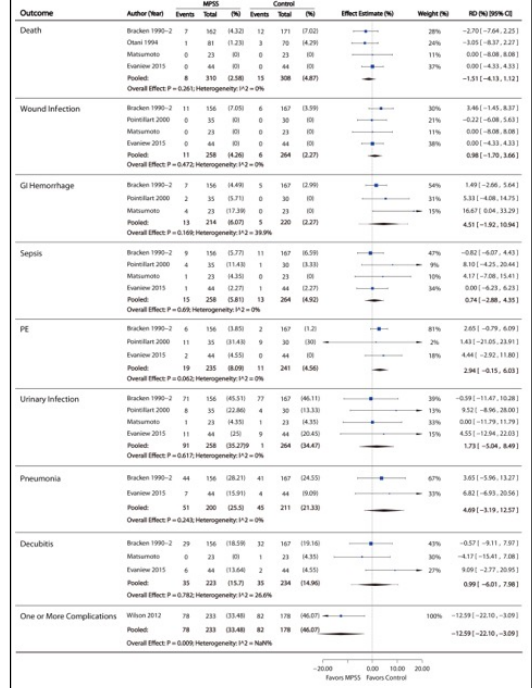 MPSS Control
Outcome Author (Year) Events Total (%) Events Total (%) Effect Estimate (%) Weight (%) RD (%) [95% CI]
Death Bracken 1990–2 7 162 (4.32) 12 171 (7.02) 28% −2.70 [ −7.64 , 2.25 ]
Otani 1994 1 81 (1.23) 3 70 (4.29) 24% −3.05 [ −8.37 , 2.27 ]
Matsumoto 0 23 (0) 0 23 (0) 11% 0.00 [ −8.08 , 8.08 ]
Evaniew 2015 0 44 (0) 0 44 (0) 37% 0.00 [ −4.33 , 4.33 ]
Pooled: 8 310 (2.58) 15 308 (4.87) −1.51 [ −4.13 , 1.12 ]
Overall Effect: P = 0.261; Heterogeneity: I^2 = 0%
Wound Infection Bracken 1990–2 11 156 (7.05) 6 167 (3.59) 30% 3.46 [ −1.45 , 8.37 ]
Pointillart 2000 0 35 (0) 0 30 (0) 21% −0.22 [ −6.08 , 5.63 ]
Matsumoto 0 23 (0) 0 23 (0) 11% 0.00 [ −8.08 , 8.08 ]
Evaniew 2015 0 44 (0) 0 44 (0) 38% 0.00 [ −4.33 , 4.33 ]
Pooled: 11 258 (4.26) 6 264 (2.27) 0.98 [ −1.70 , 3.66 ]
Overall Effect: P = 0.472; Heterogeneity: I^2 = 0%
GI Hemorrhage Bracken 1990–2 7 156 (4.49) 5 167 (2.99) 54% 1.49 [ −2.66 , 5.64 ]
Pointillart 2000 2 35 (5.71) 0 30 (0) 31% 5.33 [ −4.08 , 14.75 ]
Matsumoto 4 23 (17.39) 0 23 (0) 15% 16.67 [ 0.04 , 33.29 ]
Pooled: 13 214 (6.07) 5 220 (2.27) 4.51 [ −1.92 , 10.94 ]
Overall Effect: P = 0.169; Heterogeneity: I^2 = 39.9%
Sepsis Bracken 1990–2 9 156 (5.77) 11 167 (6.59) 47% −0.82 [ −6.07 , 4.43 ]
Pointillart 2000 4 35 (11.43) 1 30 (3.33) 9% 8.10 [ −4.25 , 20.44 ]
Matsumoto 1 23 (4.35) 0 23 (0) 10% 4.17 [ −7.08 , 15.41 ]
Evaniew 2015 1 44 (2.27) 1 44 (2.27) 34% 0.00 [ −6.23 , 6.23 ]
Pooled: 15 258 (5.81) 13 264 (4.92) 0.74 [ −2.88 , 4.35 ]
Overall Effect: P = 0.69; Heterogeneity: I^2 = 0%
PE Bracken 1990–2 6 156 (3.85) 2 167 (1.2) 81% 2.65 [ −0.79 , 6.09 ]
Pointillart 2000 11 35 (31.43) 9 30 (30) 2% 1.43 [ −21.05 , 23.91 ]
Evaniew 2015 2 44 (4.55) 0 44 (0) 18% 4.44 [ −2.92 , 11.80 ]
Pooled: 19 235 (8.09) 11 241 (4.56) 2.94 [ −0.15 , 6.03 ]
Overall Effect: P = 0.062; Heterogeneity: I^2 = 0%
Urinary Infection Bracken 1990–2 71 156 (45.51) 77 167 (46.11) 39% −0.59 [ −11.47 , 10.28 ]
Pointillart 2000 8 35 (22.86) 4 30 (13.33) 13% 9.52 [ −8.96 , 28.00 ]
Matsumoto 1 23 (4.35) 1 23 (4.35) 33% 0.00 [ −11.79 , 11.79 ]
Evaniew 2015 11 44 (25) 9 44 (20.45) 15% 4.55 [ −12.94 , 22.03 ]
Pooled: 91 258 (35.27)9 1 264 (34.47) 1.73 [ −5.04 , 8.49 ]
Overall Effect: P = 0.617; Heterogeneity: I^2 = 0%
Pneumonia Bracken 1990–2 44 156 (28.21) 41 167 (24.55) 67% 3.65 [ −5.96 , 13.27 ]
Evaniew 2015 7 44 (15.91) 4 44 (9.09) 33% 6.82 [ −6.93 , 20.56 ]
Pooled: 51 200 (25.5) 45 211 (21.33) 4.69 [ −3.19 , 12.57 ]
Overall Effect: P = 0.243; Heterogeneity: I^2 = 0%
Decubitis Bracken 1990–2 29 156 (18.59) 32 167 (19.16) 43% −0.57 [ −9.11 , 7.97 ]
Matsumoto 0 23 (0) 1 23 (4.35) 30% −4.17 [ −15.41 , 7.08 ]
Evaniew 2015 6 44 (13.64) 2 44 (4.55) 27% 9.09 [ −2.77 , 20.95 ]
Pooled: 35 223 (15.7) 35 234 (14.96) 0.99 [ −6.01 , 7.98 ]
Overall Effect: P = 0.782; Heterogeneity: I^2 = 26.6%
One or More Complications Wilson 2012 78 233 (33.48) 82 178 (46.07) 100% −12.59 [ −22.10 , −3.09 ]
Pooled: 78 233 (33.48) 82 178 (46.07) −12.59 [ −22.10 , −3.09 ]
Overall Effect: P = 0.009; Heterogeneity: I^2 = NaN%
−20.00 0.00 10.00 20.00
Favors MPSS Favors Control